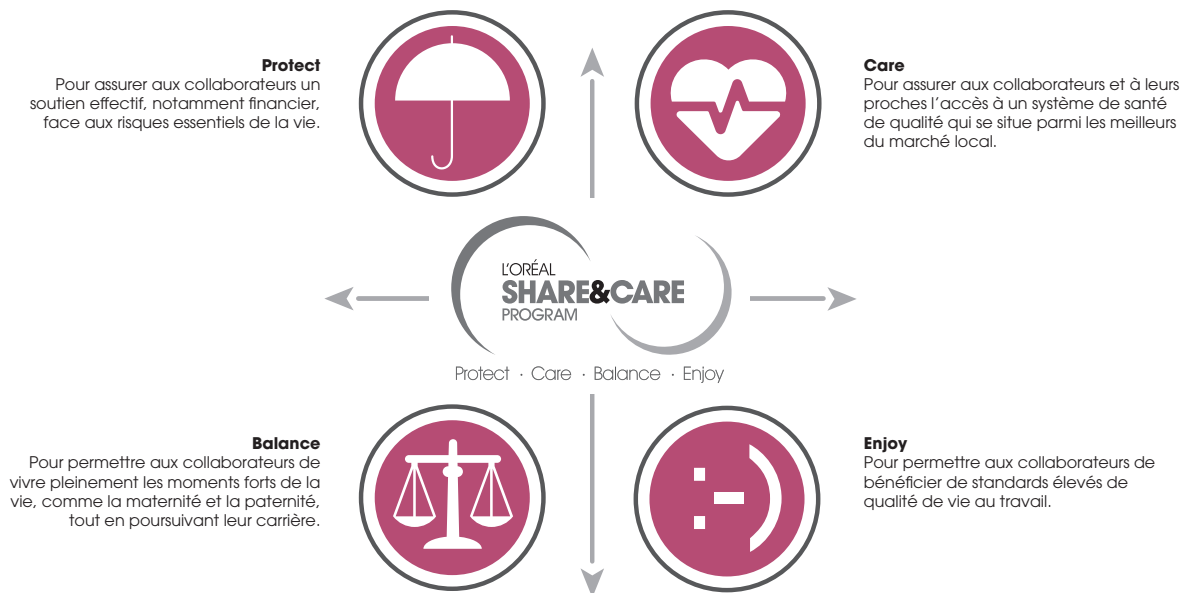 Protect
Pour assurer aux collaborateurs un
soutien effectif, notamment financier,
face aux risques essentiels de la vie.
Care
Pour assurer aux collaborateurs et à leurs
proches l’accès à un système de santé
de qualité qui se situe parmi les meilleurs
du marché local.
L’ORÉAL
SHARE&CARE
PROGRAM
Protect · Care · Balance · Enjoy
Balance
Pour permettre aux collaborateurs de
vivre pleinement les moments forts de la
vie, comme la maternité et la paternité,
tout en poursuivant leur carrière.
Enjoy
Pour permettre aux collaborateurs de
bénéficier de standards élevés de
qualité de vie au travail.